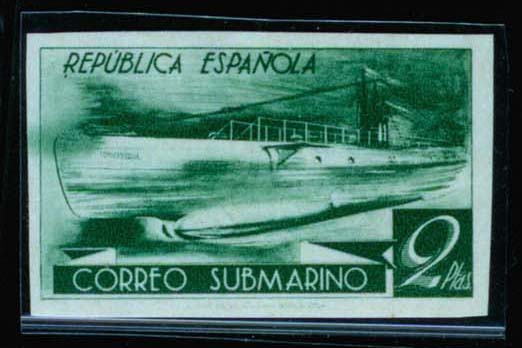 REPÚBLICA ESPAÑOLA
CORREO SUBMARINO
2 Ptas.